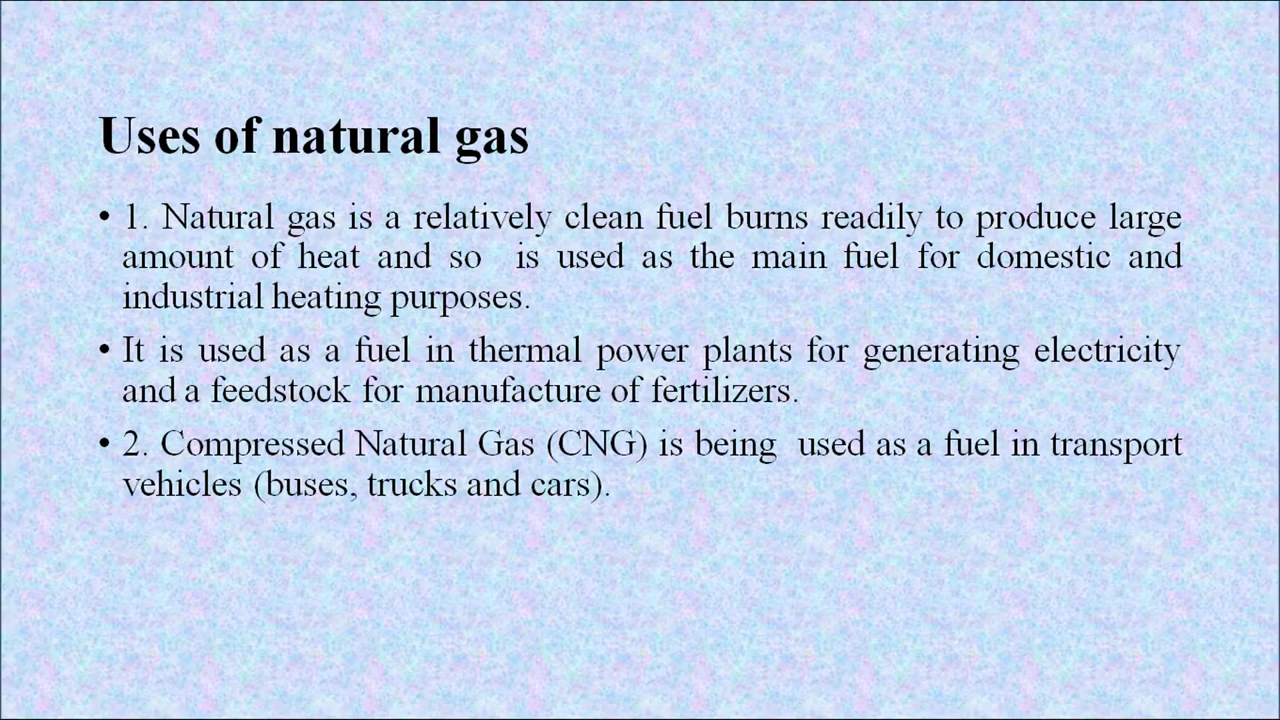 Uses of natural gas
• 1. Natural gas is a relatively clean fuel burns readily to produce large
amount of heat and so  is used as the main fuel for domestic and
industrial heating purposes.
• It is used as a fuel in thermal power plants for generating electricity
and a feedstock for manufacture of fertilizers.
• 2. Compressed Natural Gas (CNG) is being  used as a fuel in transport
vehicles (buses, trucks and cars).